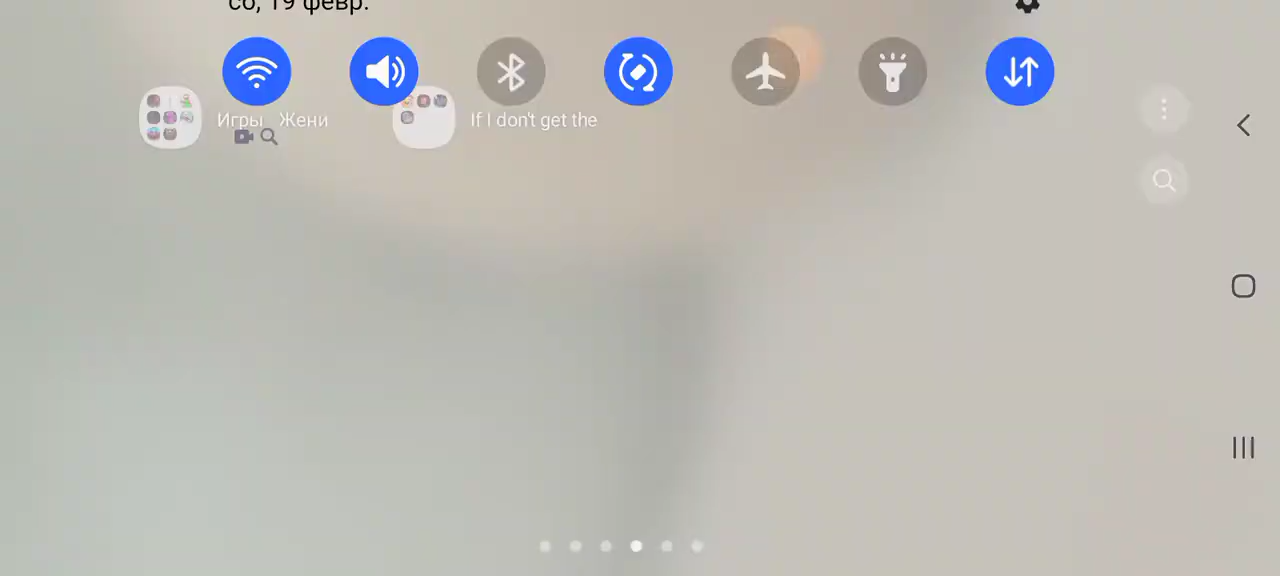 сб, 19 февр.
Игры Жени
If I don't get the